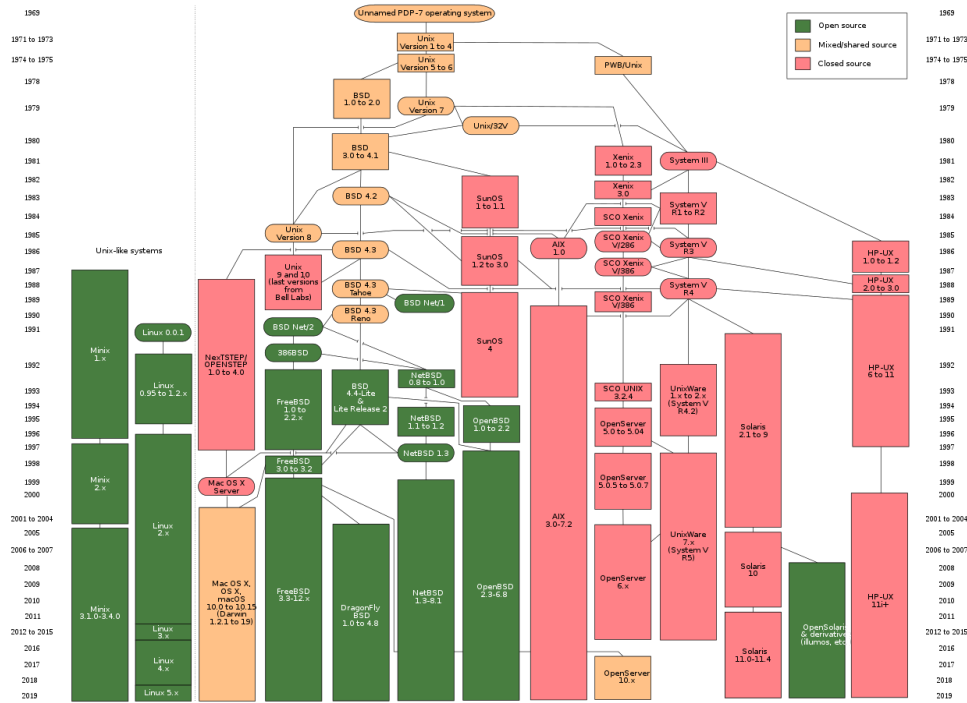 1969
1971 to 1973
1974 to 1975
1978
1979
1980
1981
1982
1983
1984
1985
1986
1987
1988
1989
1990
1991
1992
1993
1994
1995
1996
1997
1998
1999
2000
2001 to 2004
2005
2006 to 2007
2008
2009
2010
2011
2012 to 2015
2016
2017
2018
2019
Unix-like systems
Minix
1.x
Minix
2.x
Minix
3.1.0-3.4.0
Linux 0.0.1
Linux
0.95 to 1.2.x
Linux
2.x
Linux
3.x
Linux
4.x
Linux 5.x
Unnamed PDP-7 operating system
Unix
Version 1 to 4
Unix
Version 5 to 6
PWB/Unix
BSD
1.0 to 2.0
Unix
Version 7
Unix/32V
BSD
3.0 to 4.1
Xenix
1.0 to 2.3
System III
Xenix
3.0
BSD 4.2
SunOS
1 to 1.1
System V
R1 to R2
SCO Xenix
Unix
Version 8
SCO Xenix
V/286
AIX
1.0
System V
R3
BSD 4.3
SunOS
1.2 to 3.0
HP-UX
1.0 to 1.2
Unix
9 and 10
(last versions
from
Bell Labs)
SCO Xenix
V/386
BSD 4.3
Tahoe
System V
R4
HP-UX
2.0 to 3.0
BSD Net/1
SCO Xenix
V/386
BSD 4.3
Reno
BSD Net/2
SunOS
4
386BSD
NeXTSTEP/
OPENSTEP
1.0 to 4.0
HP-UX
6 to 11
NetBSD
0.8 to 1.0
BSD
4.4-Lite
&
Lite Release 2
SCO UNIX
3.2.4
UnixWare
1.x to 2.x
(System V
R4.2)
FreeBSD
1.0 to
2.2.x
NetBSD
1.1 to 1.2
OpenBSD
1.0 to 2.2
OpenServer
5.0 to 5.04
Solaris
2.1 to 9
NetBSD 1.3
FreeBSD
3.0 to 3.2
Mac OS X
Server
OpenServer
5.0.5 to 5.0.7
AIX
3.0-7.2
UnixWare
7.x
(System V
R5)
Mac OS X,
OS X,
macOS
10.0 to 10.15
(Darwin
1.2.1 to 19)
FreeBSD
3.3-12.x
DragonFly
BSD
1.0 to 4.8
NetBSD
1.3-8.1
OpenBSD
2.3-6.8
OpenServer
6.x
Solaris
10
HP-UX
11i+
OpenSolaris
& derivatives
(illumos, etc
Solaris
11.0-11.4
OpenServer
10.x
Open source
Mixed/shared source
Closed source
1969
1971 to 1973
1974 to 1975
1978
1979
1980
1981
1982
1983
1984
1985
1986
1987
1988
1989
1990
1991
1992
1993
1994
1995
1996
1997
1998
1999
2000
2001 to 2004
2005
2006 to 2007
2008
2009
2010
2011
2012 to 2015
2016
2017
2018
2019